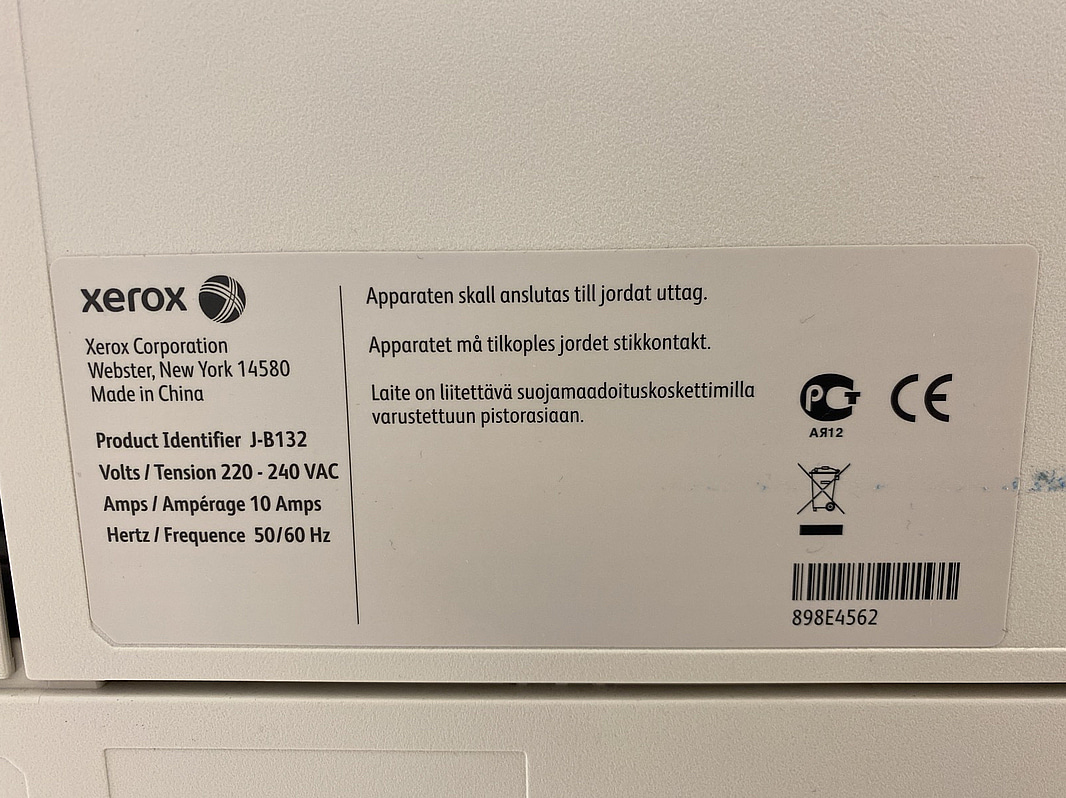 xerox
Xerox Corporation
Webster, New York 14580
Made in China
Product Identifier J-B132
Volts / Tension 220 - 240 VAC
Amps / Ampérage 10 Amps
Hertz / Frequence 50/60 Hz
Apparaten skall anslutas till jordat uttag.
Apparatet må tilkoples jordet stikkontakt.
Laite on liitettävä suojamaadoituskoskettimilla
varustettuun pistorasiaan.
РСТ CE
АЯ12
898E4562